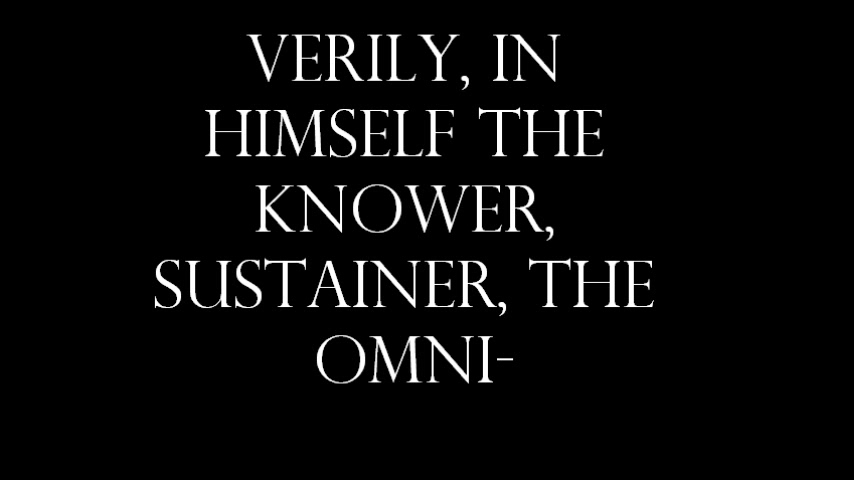 VERILY, IN
HIMSELF THE
KNOWER,
SUSTAINER, THE
OMNI-